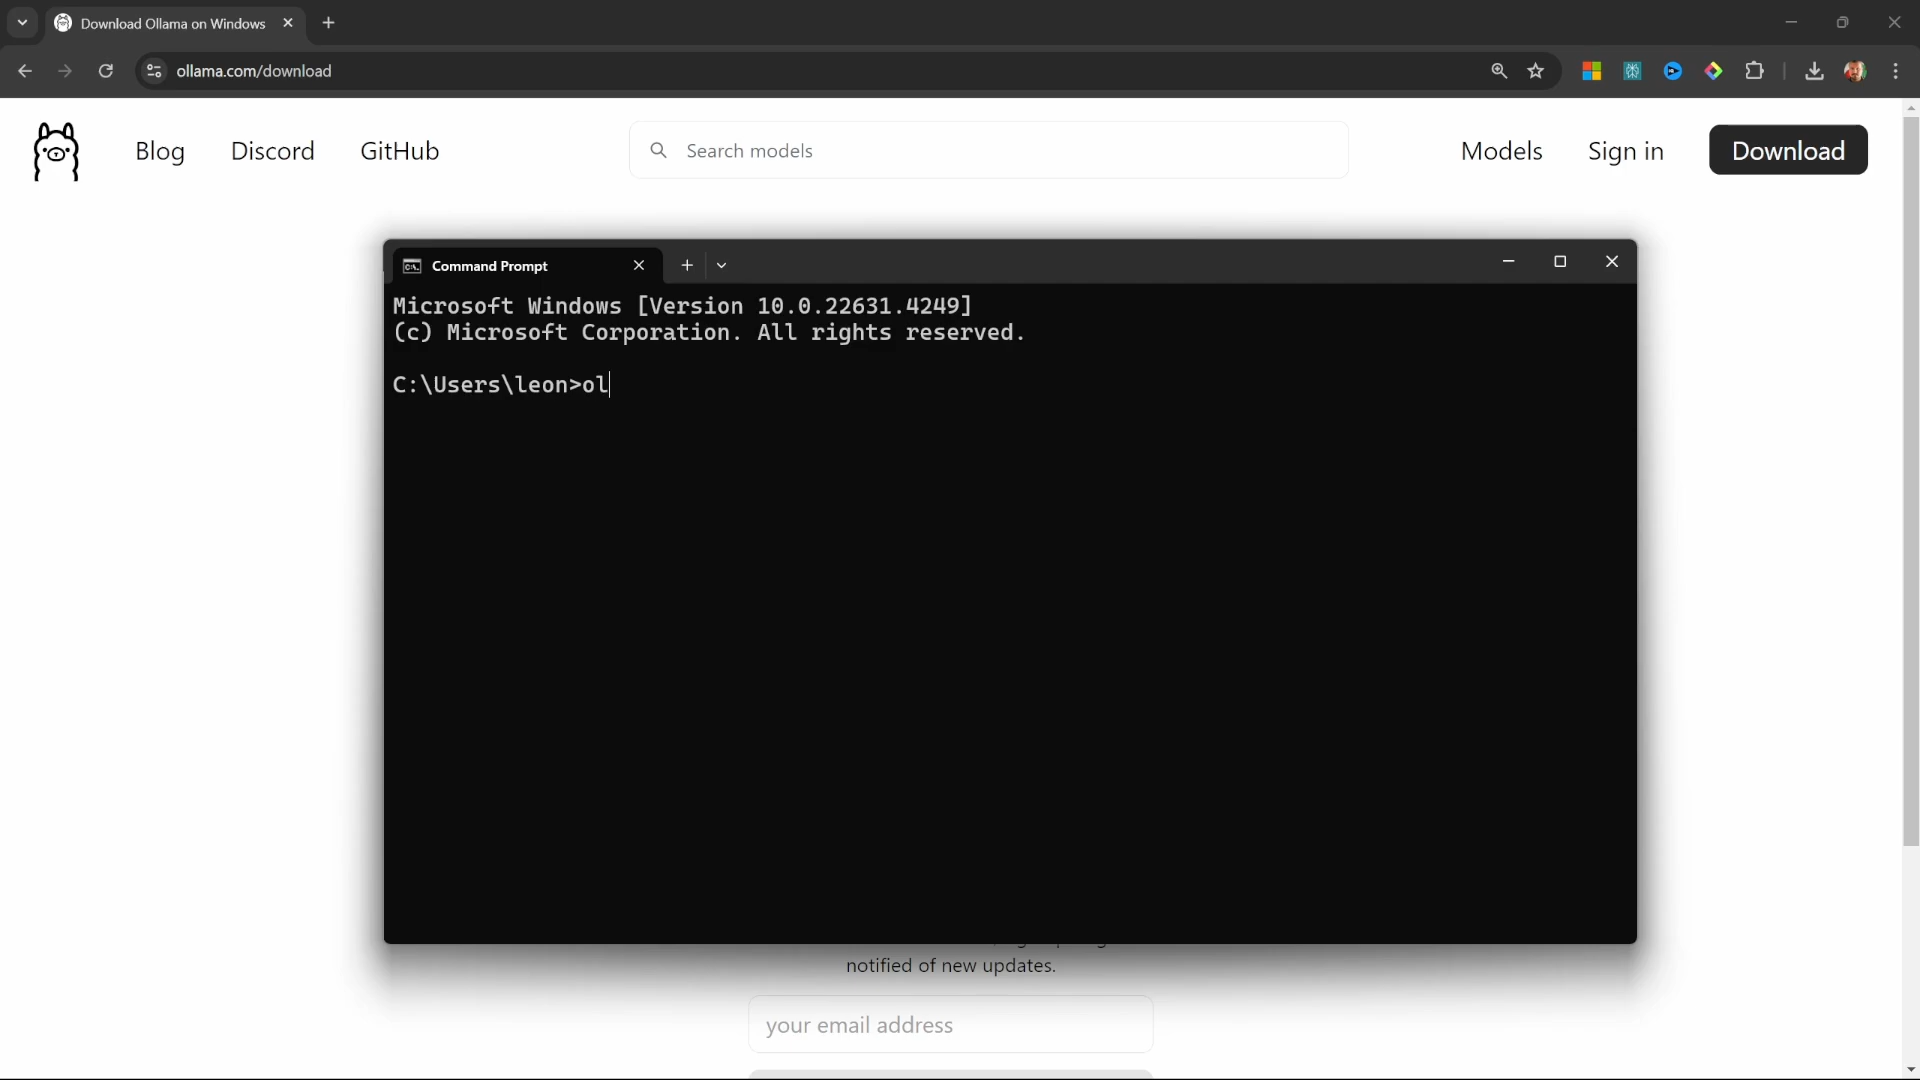 Download Ollama on Windows
ollama.com/download
Blog
Discord
GitHub
Search models
Models
Sign in
Download
Command Prompt
Microsoft Windows [Version 10.0.22631.4249]
(c) Microsoft Corporation. All rights reserved.
C:\Users\leon>ol
notified of new updates.
your email address